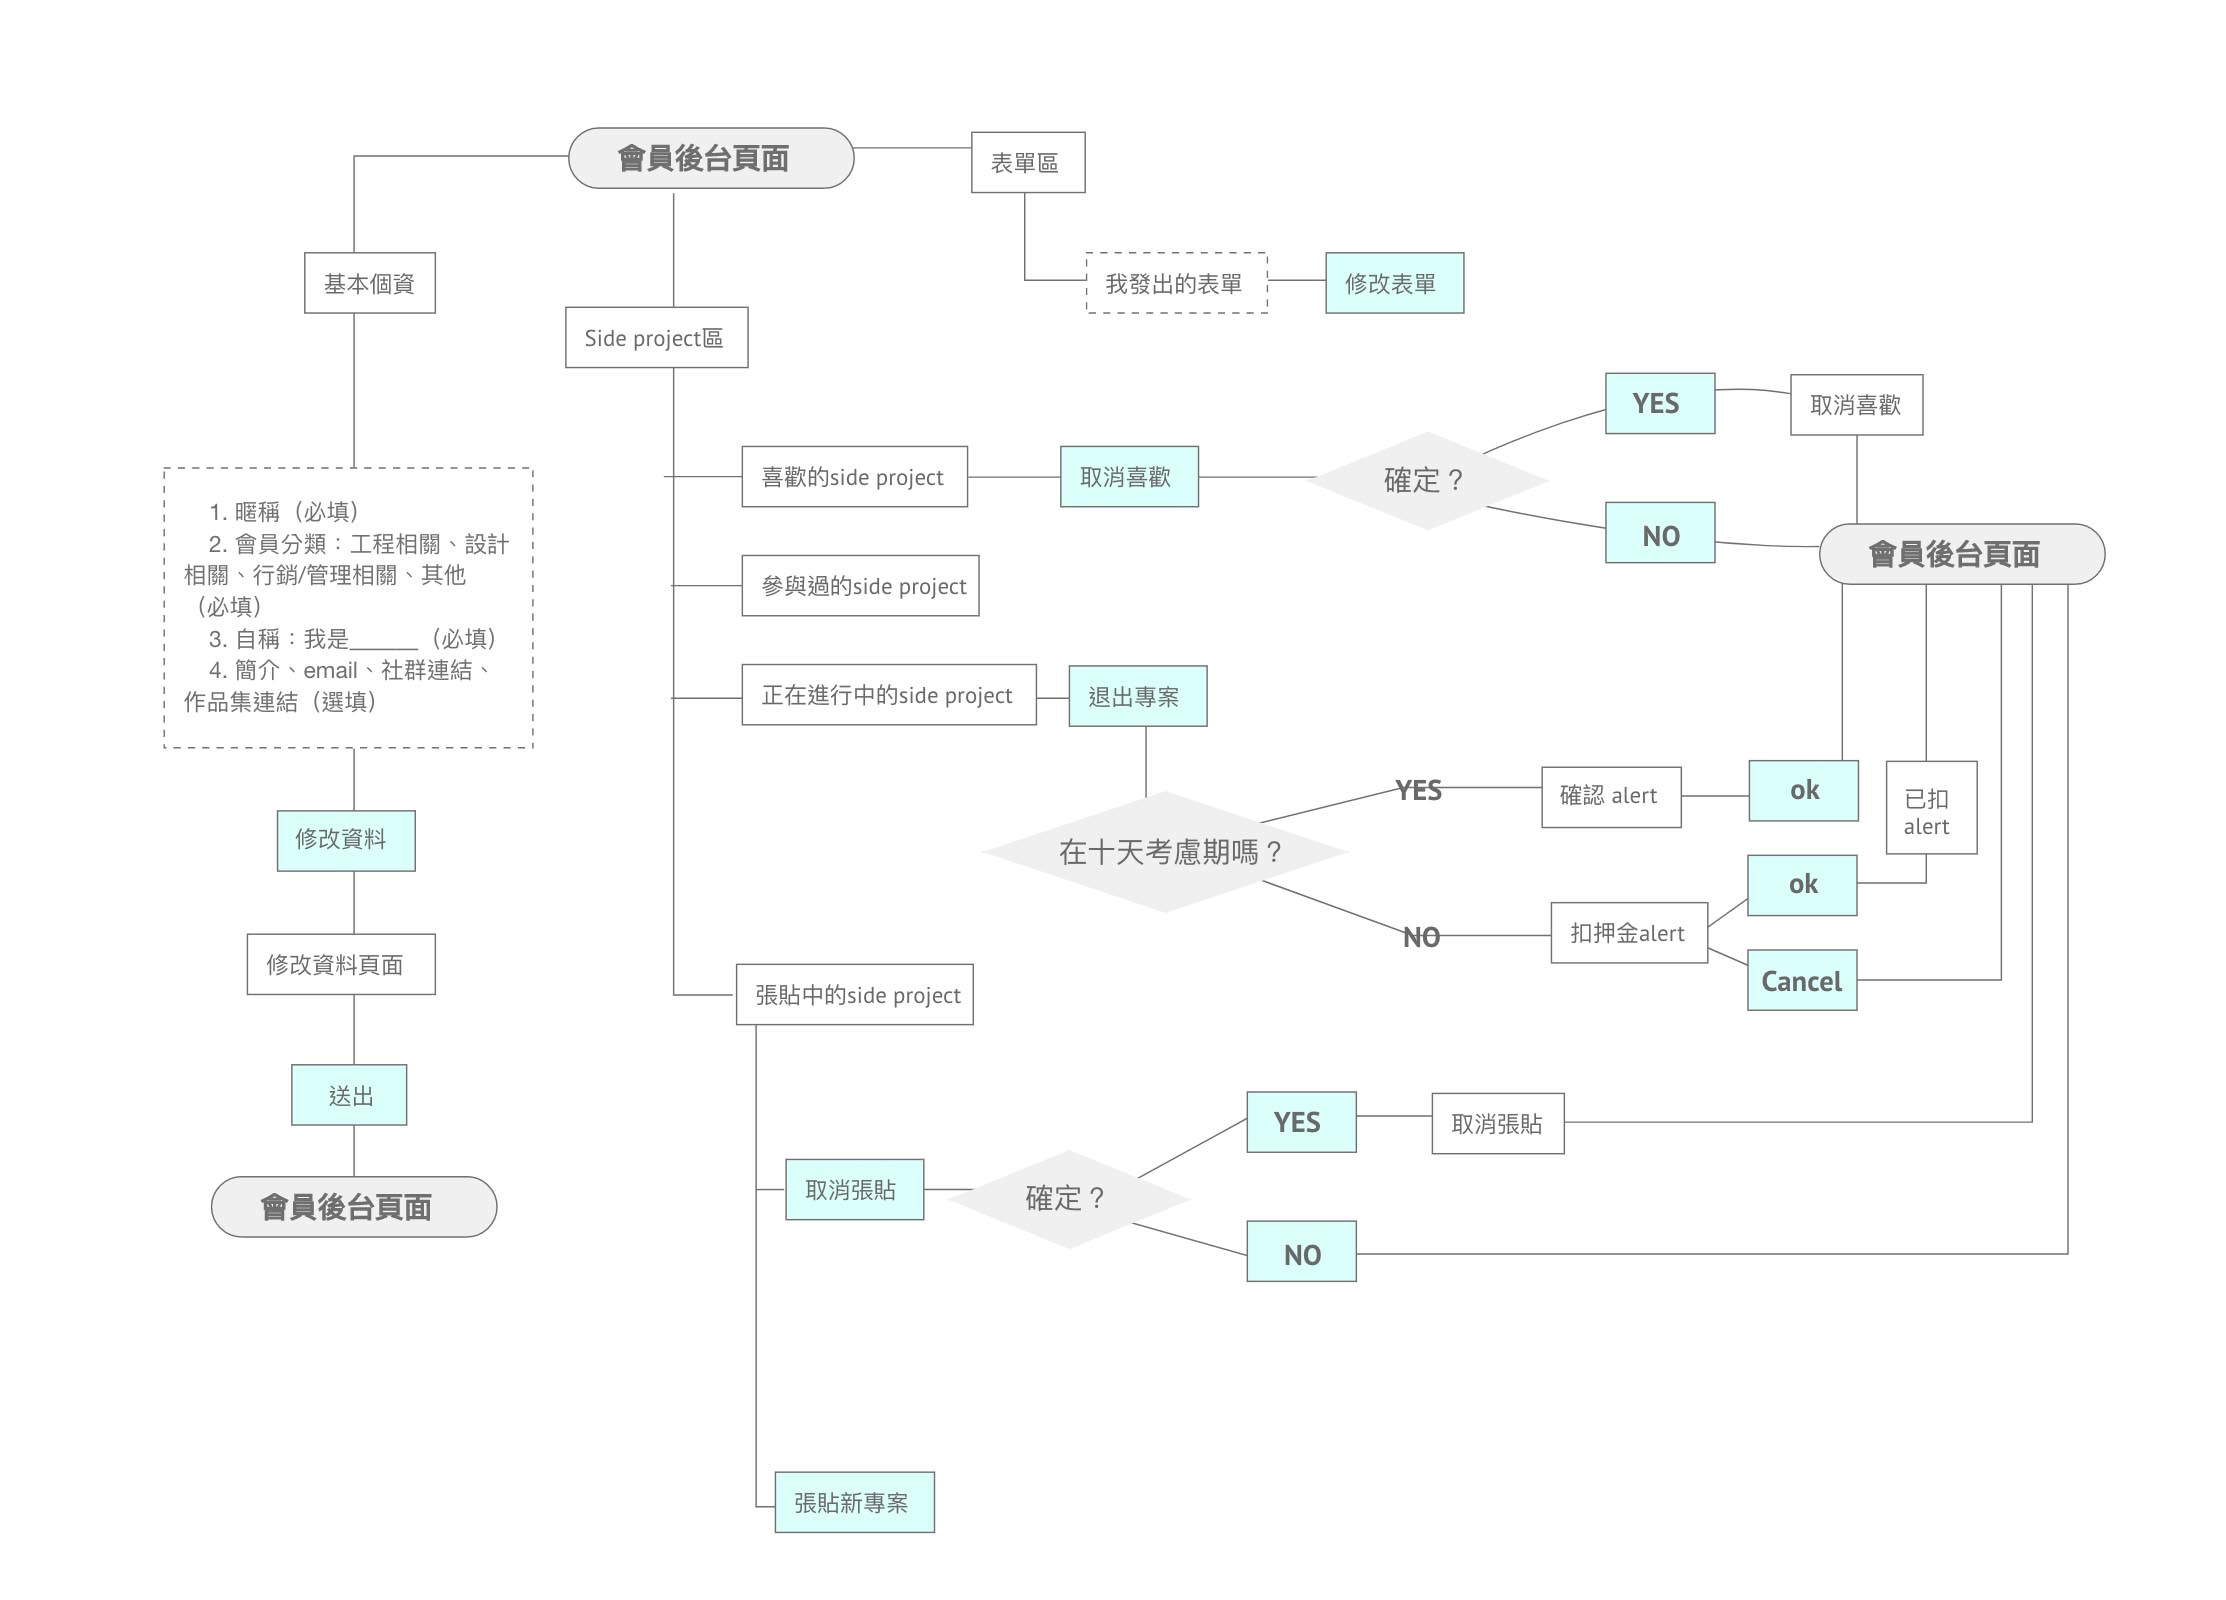 會員後台頁面
表單區
基本個資
我發出的表單
修改表單
Side project區
YES
取消喜歡
喜歡的side project
取消喜歡
確定？
NO
會員後台頁面
1. 暱稱（必填）
2. 會員分類：工程相關、設計
相關、行銷/管理相關、其他
（必填）
3. 自稱：我是______（必填）
4. 簡介、email、社群連結、
作品集連結（選填）
參與過的side project
正在進行中的side project
退出專案
YES
確認 alert
ok
已扣
alert
修改資料
在十天考慮期嗎？
ok
NO
扣押金alert
Cancel
修改資料頁面
張貼中的side project
送出
YES
取消張貼
取消張貼
確定？
會員後台頁面
NO
張貼新專案